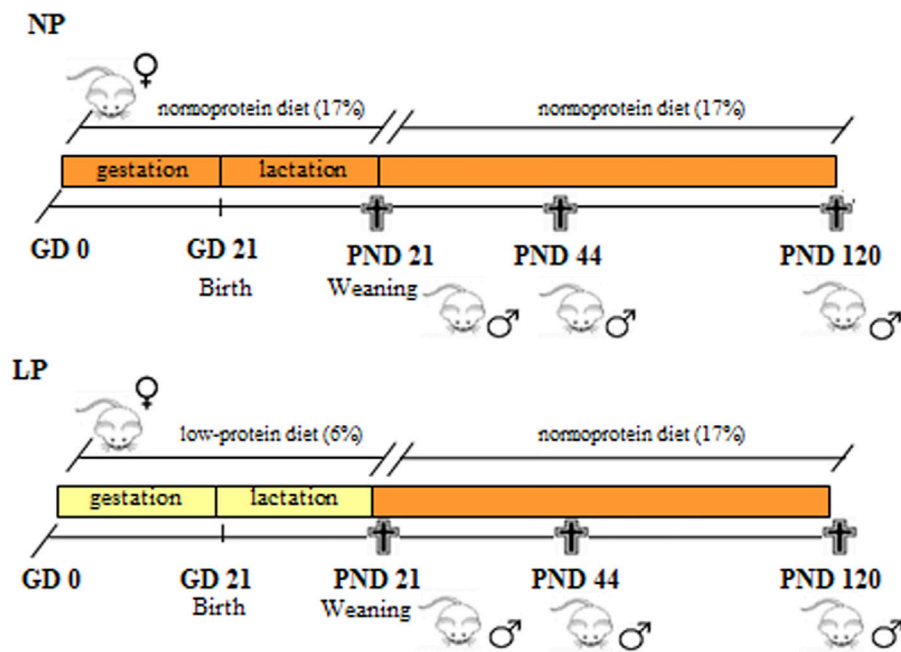 NP
♀
normoprotein diet (17%) normoprotein diet (17%)
gestation lactation
GD 0 GD 21 PND 21 PND 44 PND 120
Birth Weaning
♂ ♂ ♂
LP
♀
low-protein diet (6%) normoprotein diet (17%)
gestation lactation
GD 0 GD 21 PND 21 PND 44 PND 120
Birth Weaning
♂ ♂ ♂